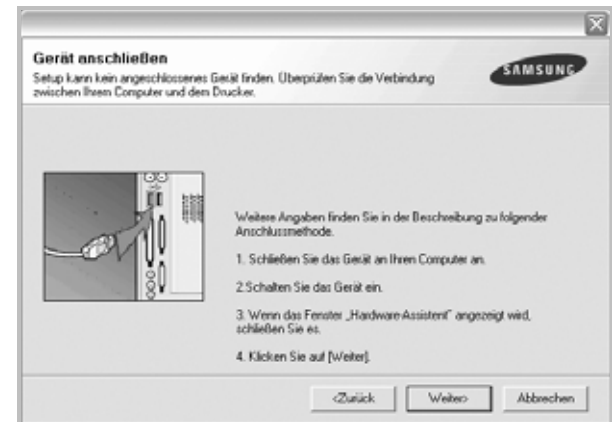 Gerät anschließen
Setup kann kein angeschlossenes Gerät finden. Überprüfen Sie die Verbindung
zwischen Ihrem Computer und dem Drucker.
SAMSUNG
Weitere Angaben finden Sie in der Beschreibung zu folgender
Anschlussmethode.
1. Schließen Sie das Gerät an Ihren Computer an.
2.Schalten Sie das Gerät ein.
3. Wenn das Fenster „Hardware-Assistent" angezeigt wird,
schließen Sie es.
4. Klicken Sie auf [Weiter].
<Zurück
Weiter>
Abbrechen